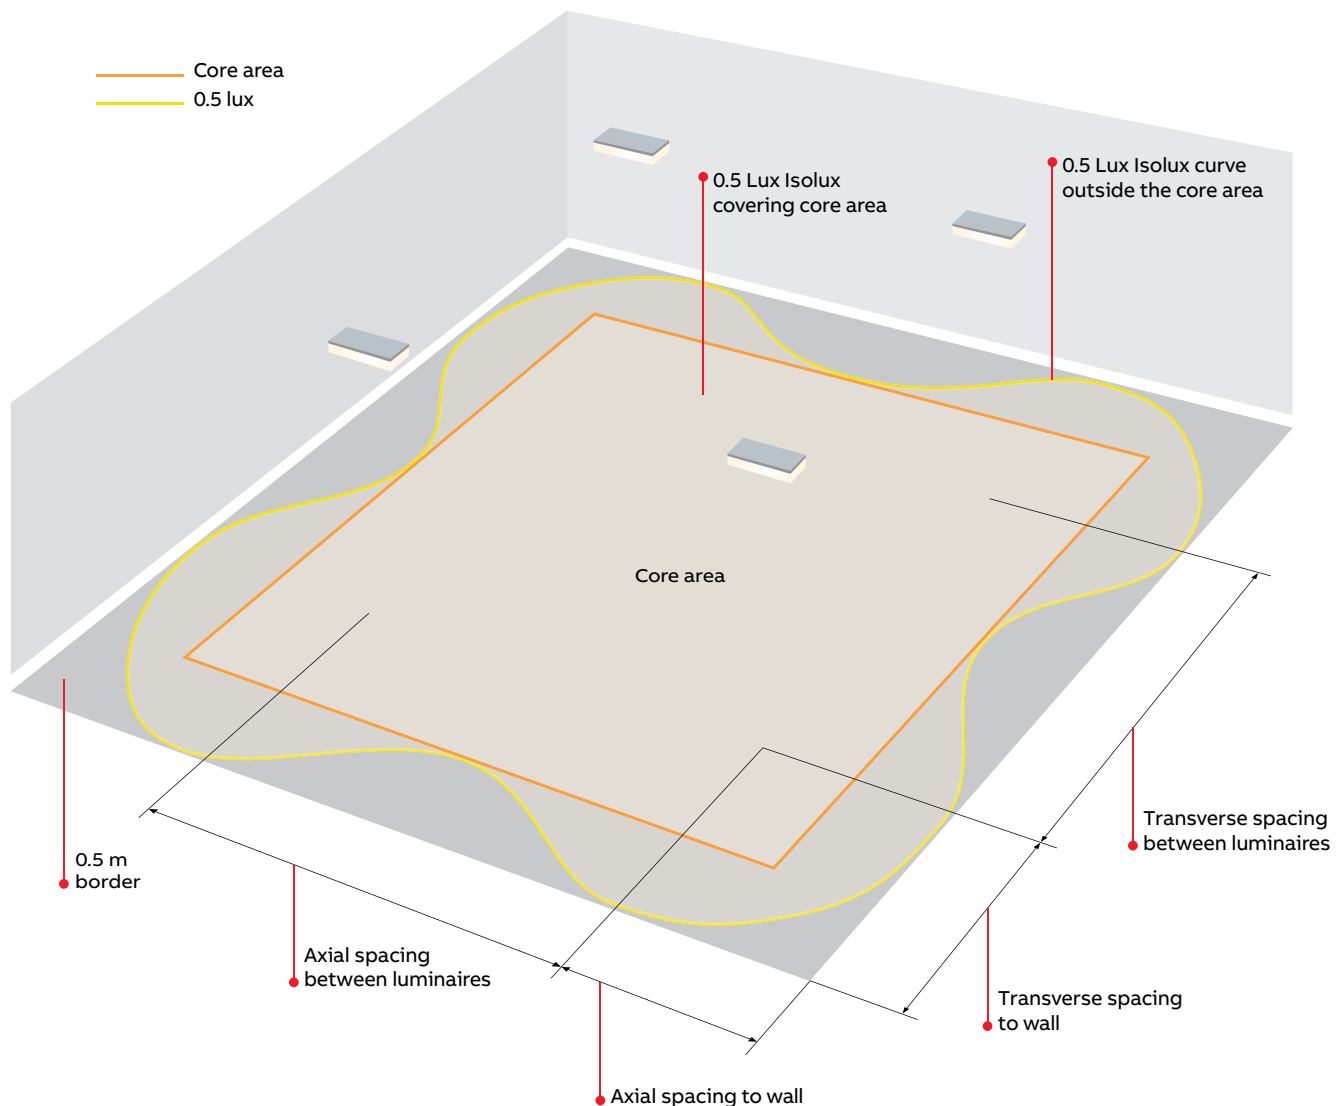 Core area
0.5 lux
0.5 Lux Isolux
covering core area
0.5 Lux Isolux curve
outside the core area
Core area
Transverse spacing
between luminaires
0.5 m
border
Axial spacing
between luminaires
Transverse spacing
to wall
Axial spacing to wall